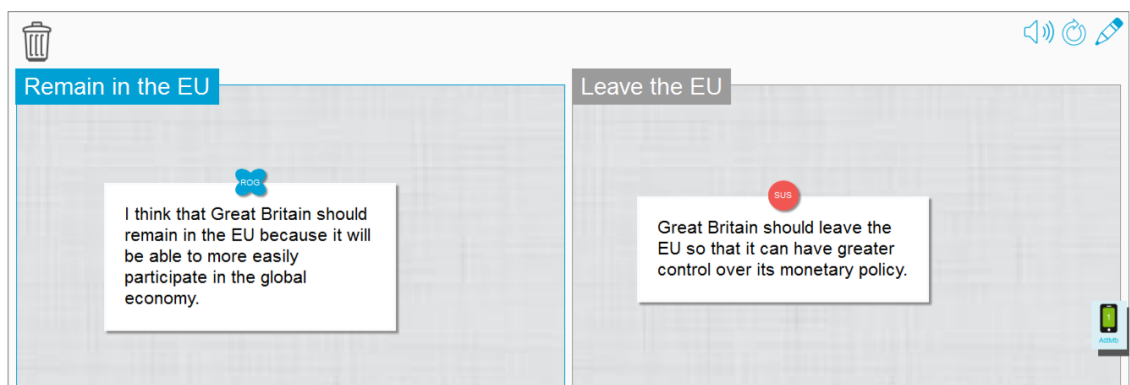 Remain in the EU
Leave the EU
ROG
I think that Great Britain should
remain in the EU because it will
be able to more easily
participate in the global
economy.
SUS
Great Britain should leave the
EU so that it can have greater
control over its monetary policy.
1